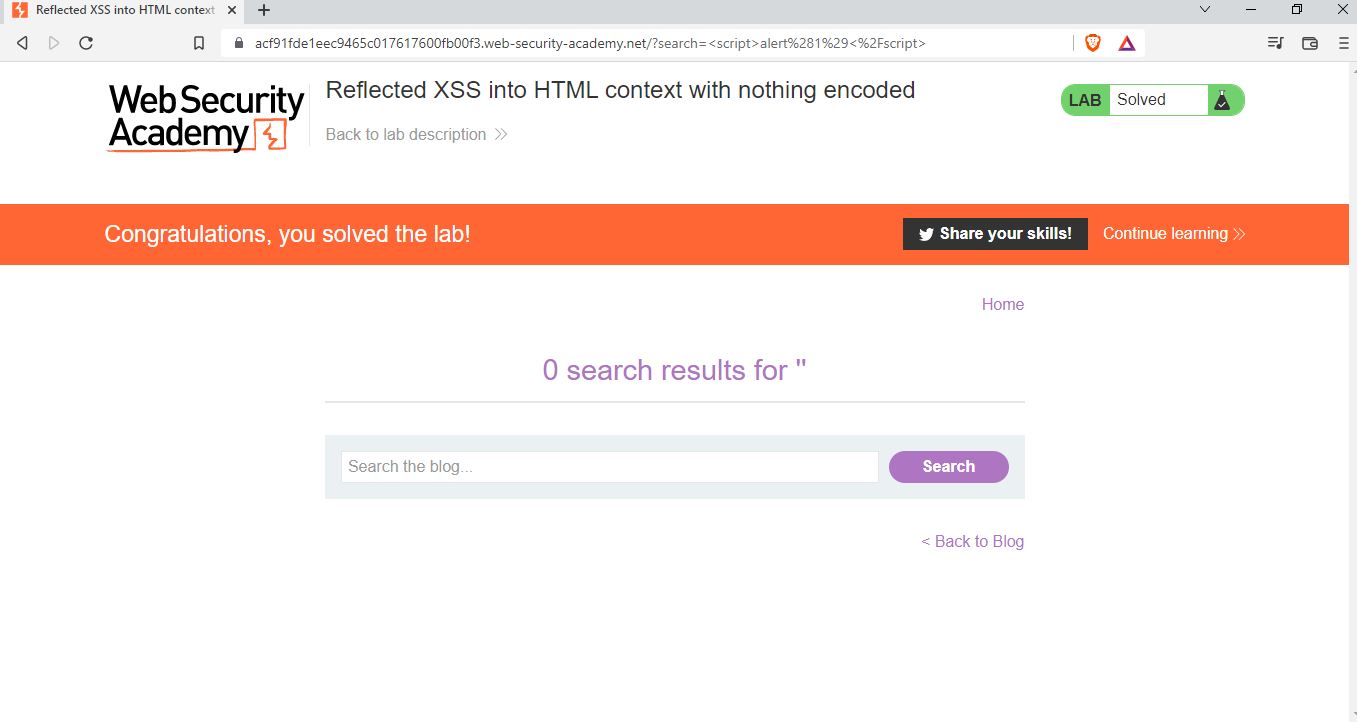 Reflected XSS into HTML context
acf91fde1eec9465c017617600fb00f3.web-security-academy.net/?search=<script>alert%281%29<%2Fscript>
Web Security
Academy
Reflected XSS into HTML context with nothing encoded
Back to lab description
LAB Solved
Congratulations, you solved the lab!
Share your skills!
Continue learning
Home
0 search results for ''
Search the blog...
Search
< Back to Blog